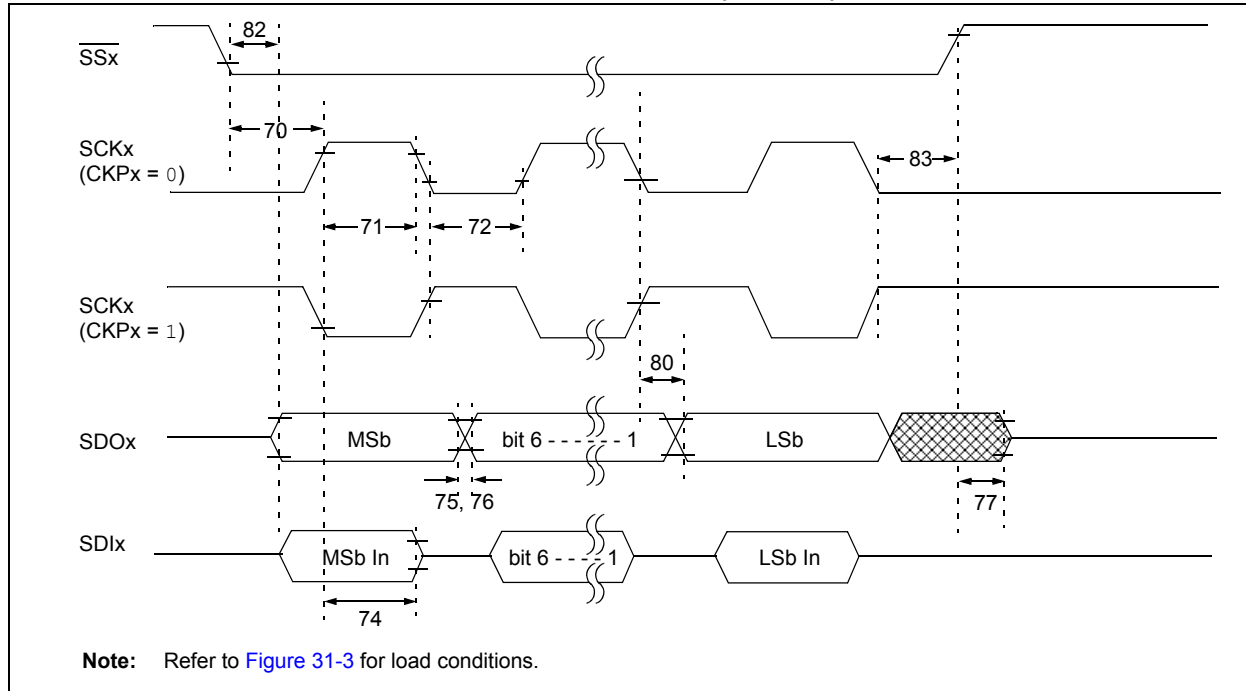 82
SSx
70
SCKx
(CKPx = 0)
83
71
72
SCKx
(CKPx = 1)
80
SDOx
MSb
bit 6 - - - - - - 1
LSb
75, 76
77
SDIx
MSb In
bit 6 - - - - 1
LSb In
74
Note: Refer to Figure 31-3 for load conditions.